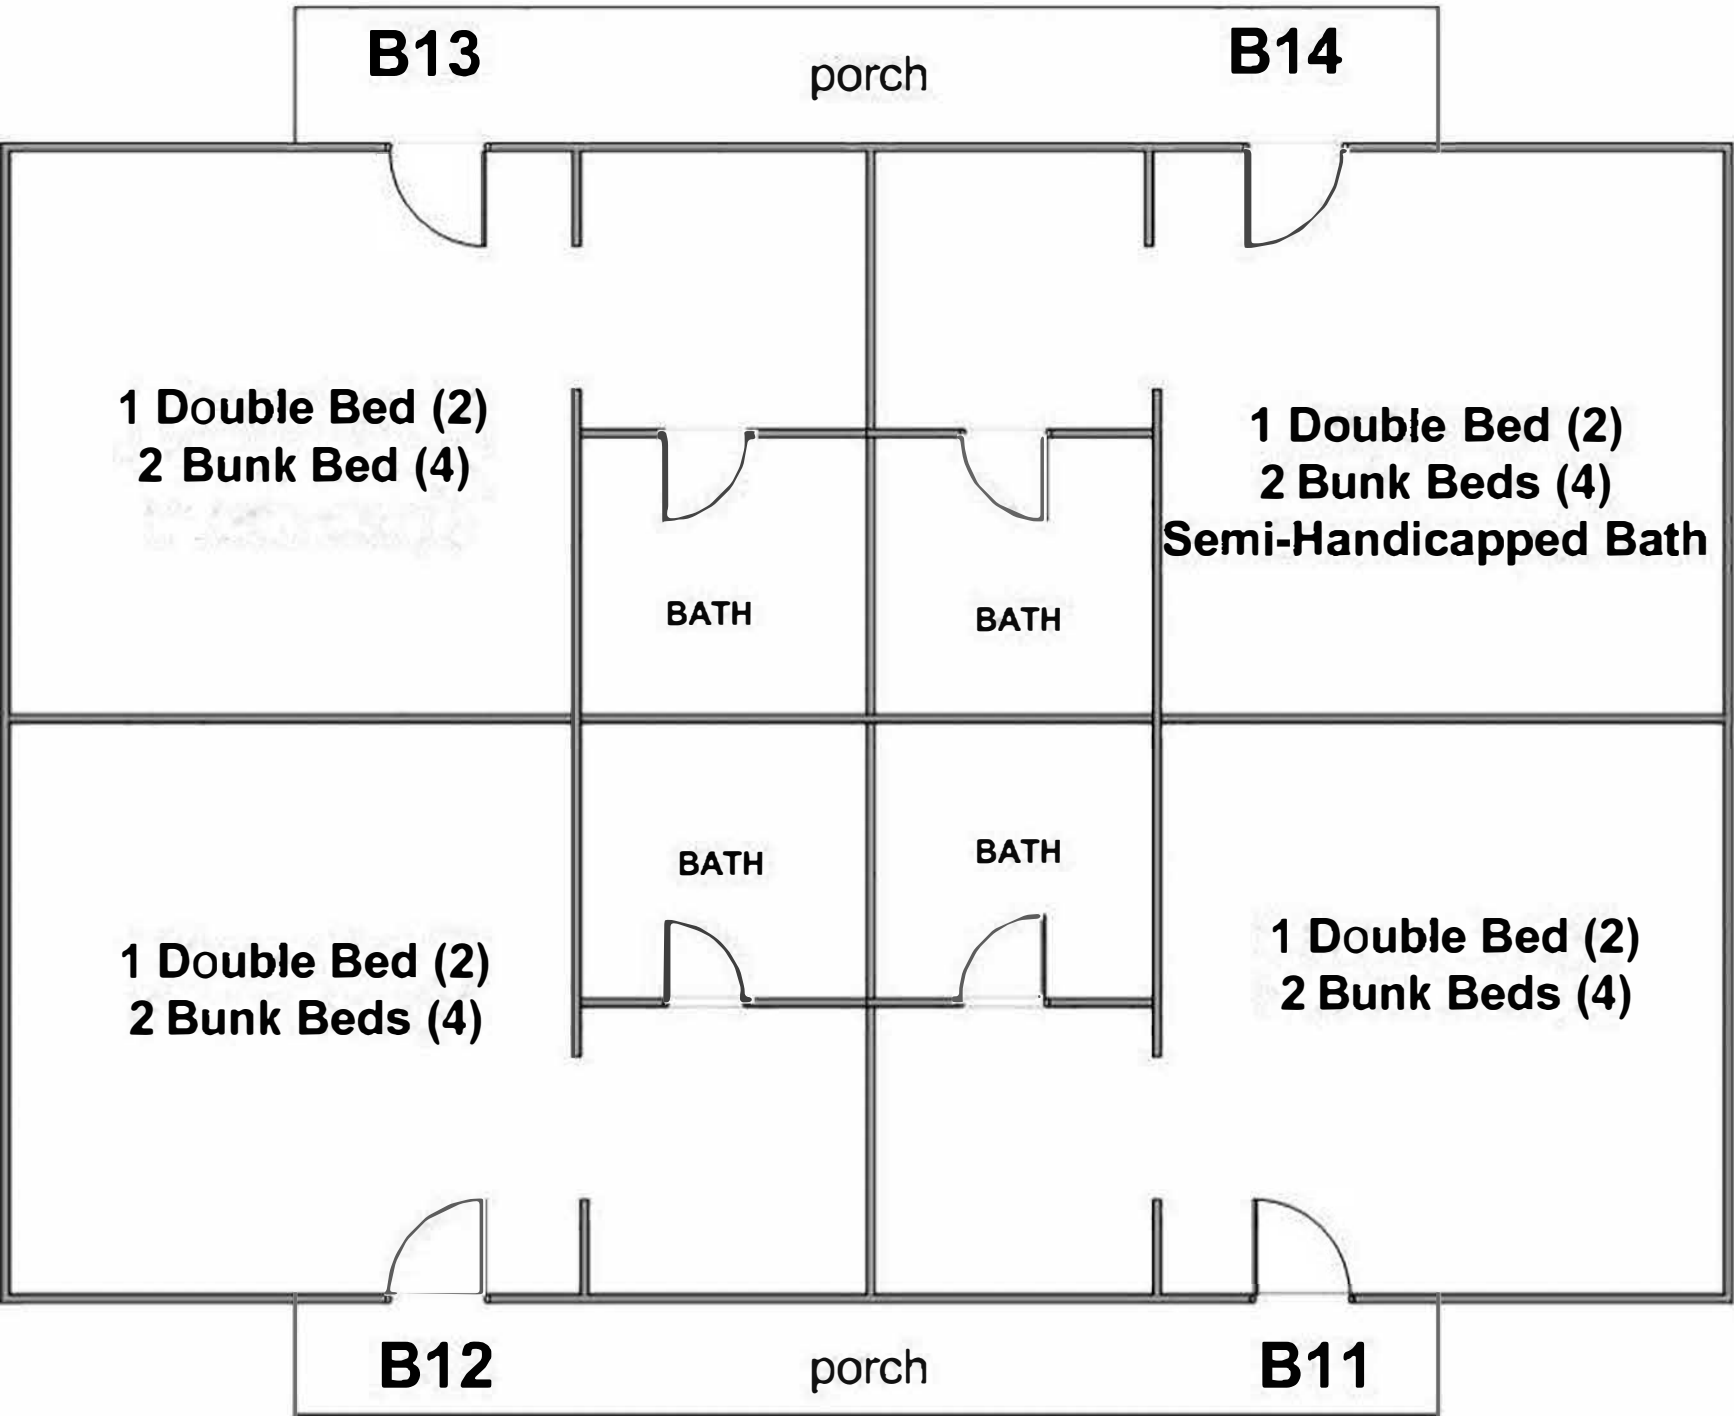 B13
porch
B14
1 Double Bed (2)
2 Bunk Bed (4)
1 Double Bed (2)
2 Bunk Beds (4)
Semi-Handicapped Bath
BATH
BATH
BATH
BATH
1 Double Bed (2)
2 Bunk Beds (4)
1 Double Bed (2)
2 Bunk Beds (4)
B12
porch
B11